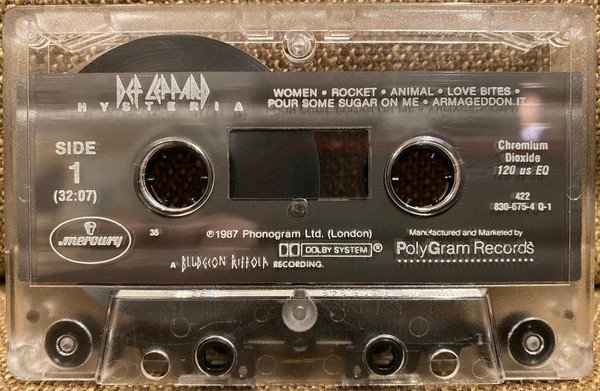 DEF LEPPARD
HYSTERIA
WOMEN • ROCKET • ANIMAL • LOVE BITES •
POUR SOME SUGAR ON ME • ARMAGEDDON IT
SIDE
1
(32:07)
Chromium
Dioxide
120 us EQ
422
830-675-4 Q-1
mercury
35
℗1987 Phonogram Ltd. (London)
DOLBY SYSTEM®
A BLUDGEON RIFFOLA RECORDING.
Manufactured and Marketed by
PolyGram Records